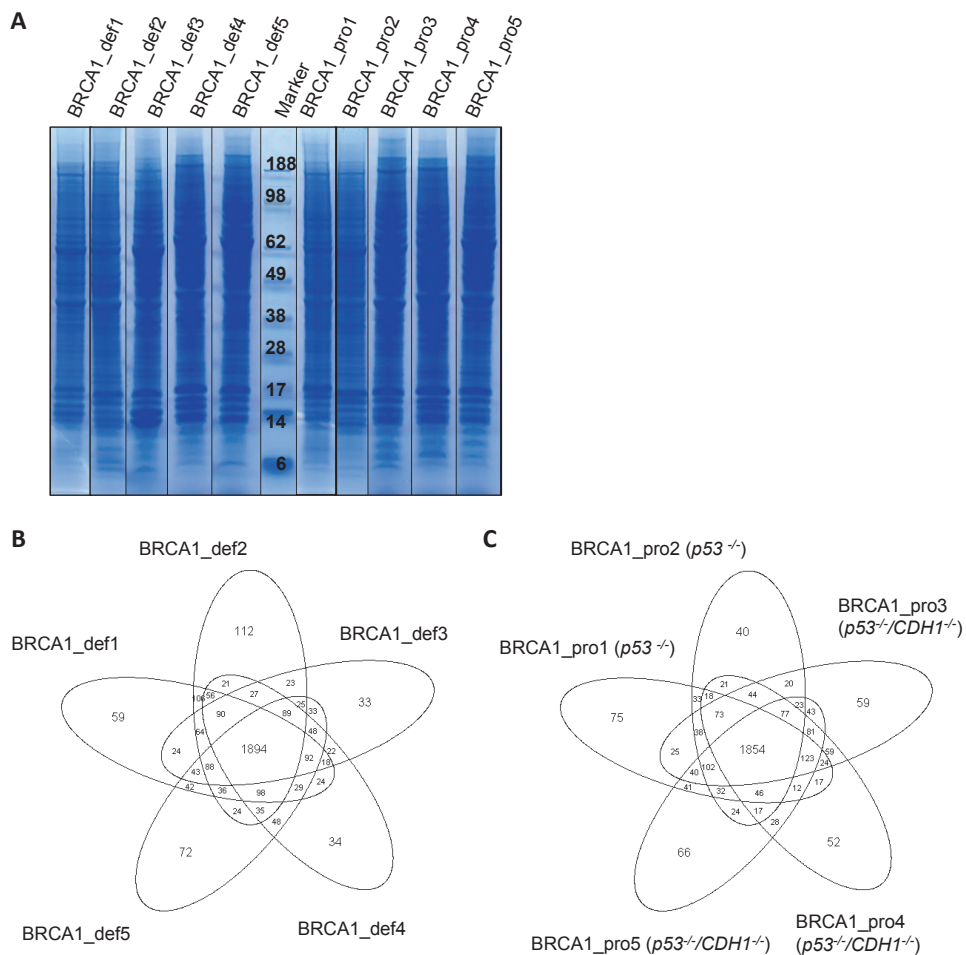 A
BRCA1_def1
BRCA1_def2
BRCA1_def3
BRCA1_def4
BRCA1_def5
Marker
BRCA1_pro1
BRCA1_pro2
BRCA1_pro3
BRCA1_pro4
BRCA1_pro5
188
98
62
49
38
28
17
14
6
B
BRCA1_def2
BRCA1_def1
BRCA1_def3
112
21
23
106
56
27
25
33
59
90
89
33
48
64
24
1894
22
92
18
88
43
24
42
36
98
29
24
35
48
72
34
BRCA1_def5
BRCA1_def4
C
BRCA1_pro2 (p53 -/-)
BRCA1_pro3
(p53-/-/CDH1-/-)
BRCA1_pro1 (p53 -/-)
40
21
20
33
18
44
23
43
59
75
73
77
81
38
25
1854
59
123
24
102
40
17
41
32
46
12
24
17
28
66
52
BRCA1_pro5 (p53-/-/CDH1-/-)
BRCA1_pro4
(p53-/-/CDH1-/-)